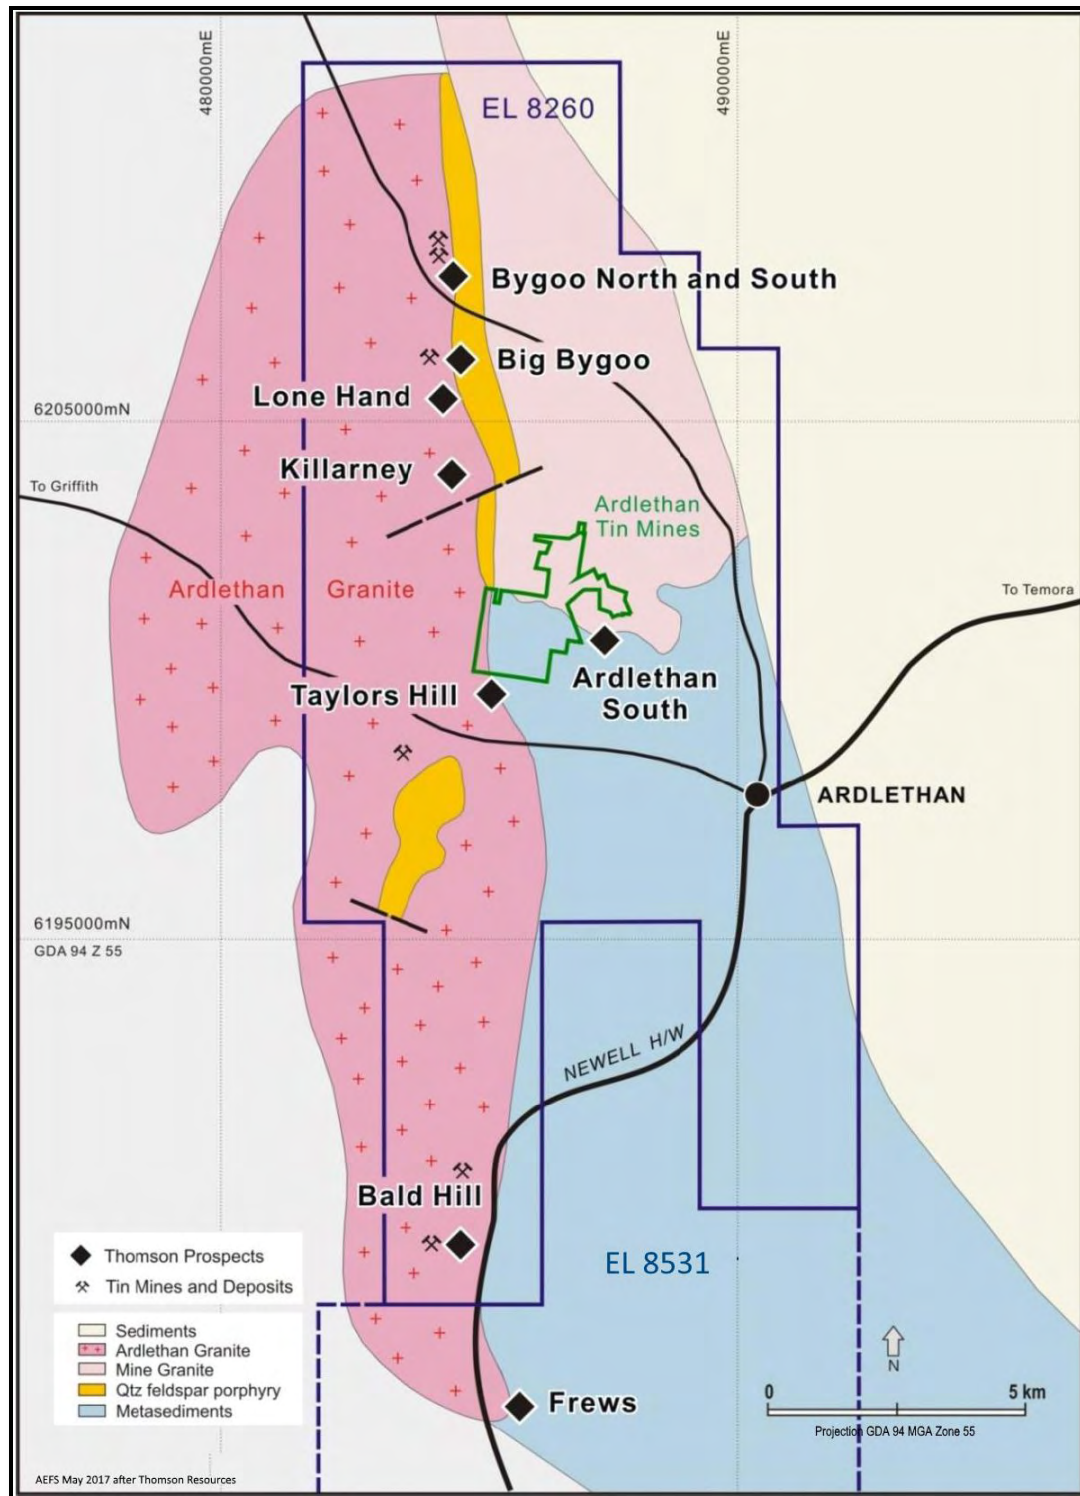 480000mE
490000mE
EL 8260
Bygoo North and South
Big Bygoo
Lone Hand
6205000mN
Killarney
To Griffith
Ardlethan
Tin Mines
Ardlethan Granite
To Temora
Taylors Hill
Ardlethan
South
ARDLETHAN
6195000mN
GDA 94 Z 55
NEWELL H/W
Bald Hill
EL 8531
Thomson Prospects
Tin Mines and Deposits
Sediments
Ardlethan Granite
Mine Granite
Qtz feldspar porphyry
Metasediments
N
0 5 km
Projection GDA 94 MGA Zone 55
Frews
AEFS May 2017 after Thomson Resources